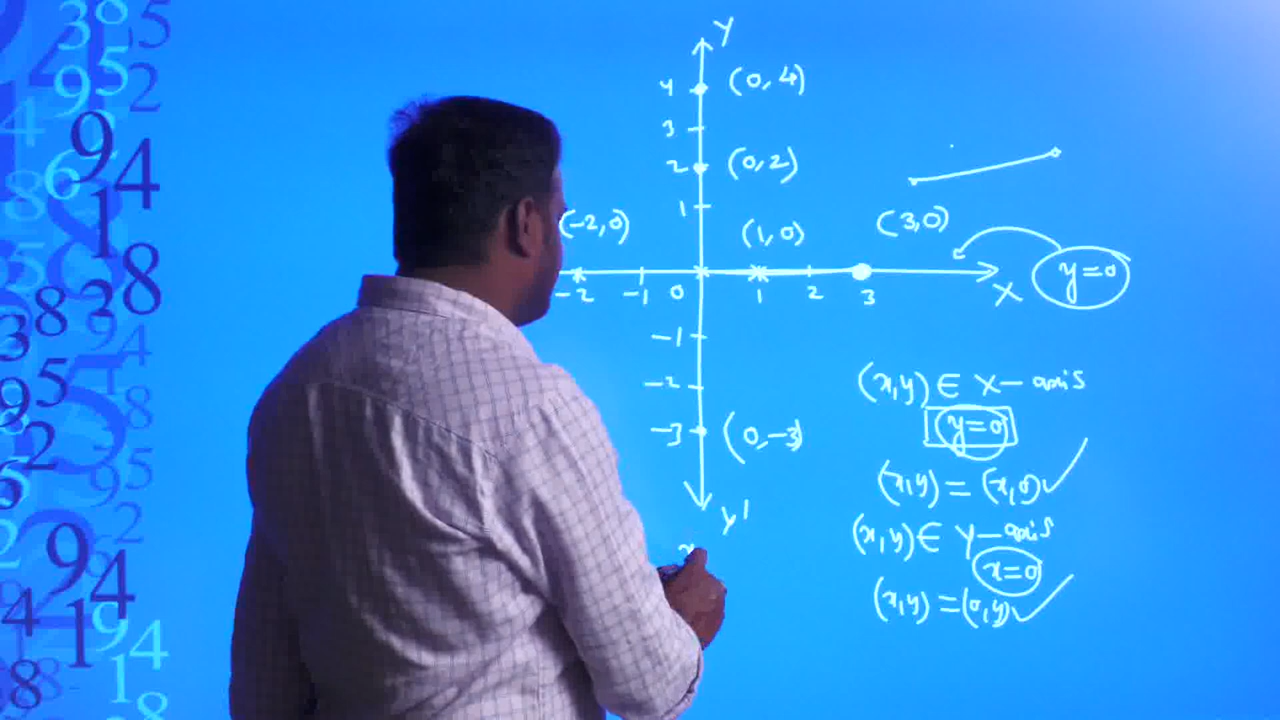 Y
4 (0, 4)
3
2 (0, 2)
1
(-2, 0) (1, 0) (3, 0)
y=0
-2 -1 0 1 2 3 X
-1
-2
-3 (0, -3)
Y'
(x,y) ∈ X-axis
y=0
(x,y) = (x,0) ✓
(x,y) ∈ Y-axis
x=0
(x,y) = (0,y) ✓
x